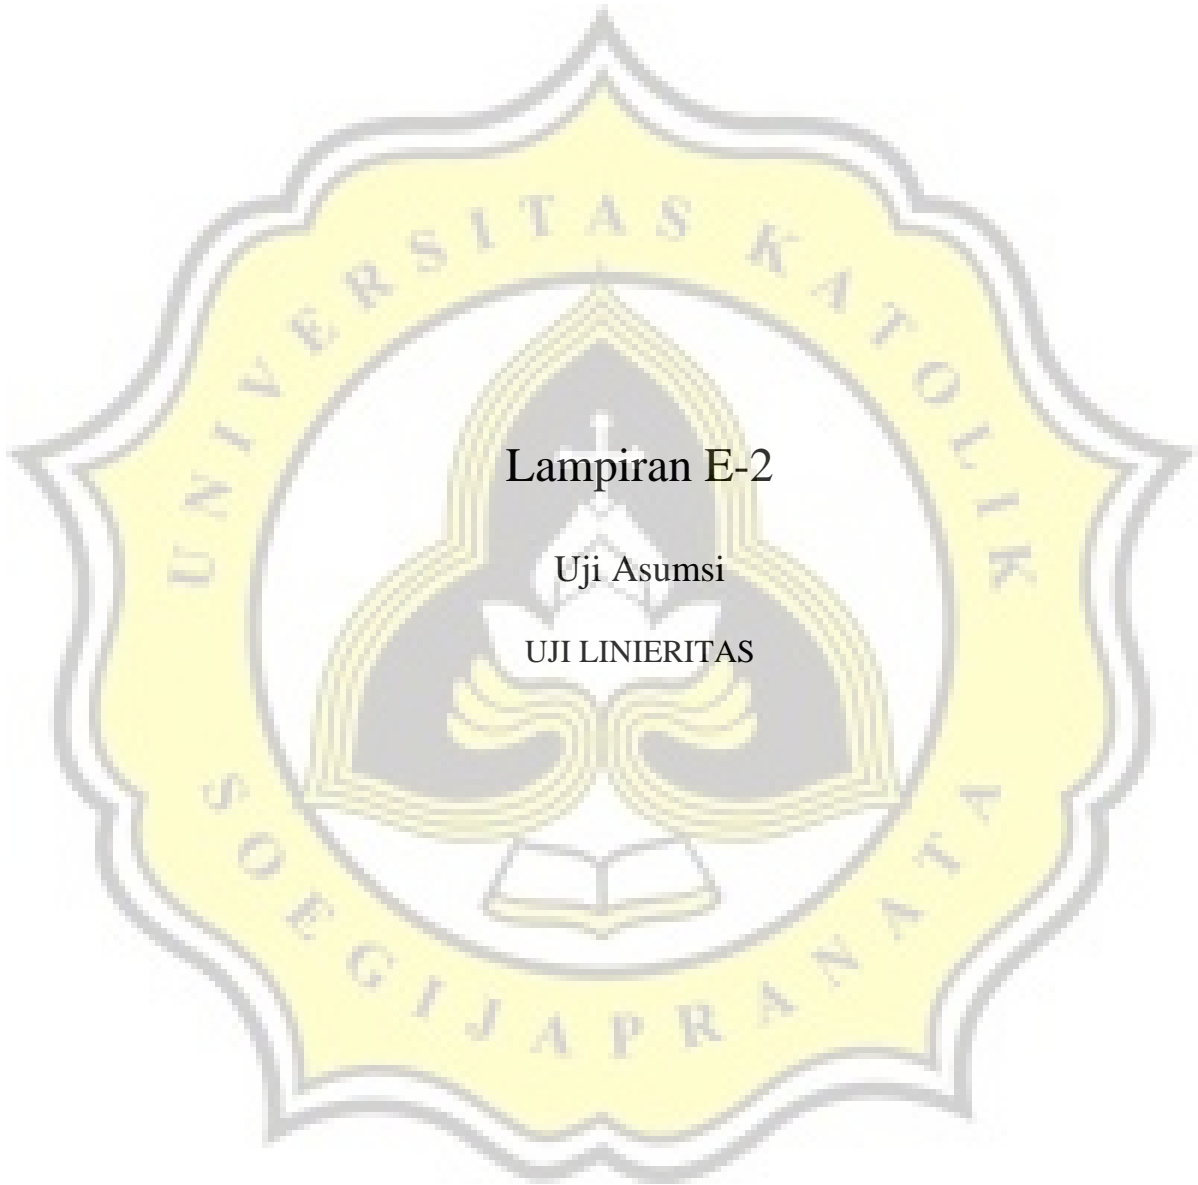 UNIVERSITAS KATOLIK
Lampiran E-2
Uji Asumsi
UJI LINIERITAS
SOEGIJAPRANATA